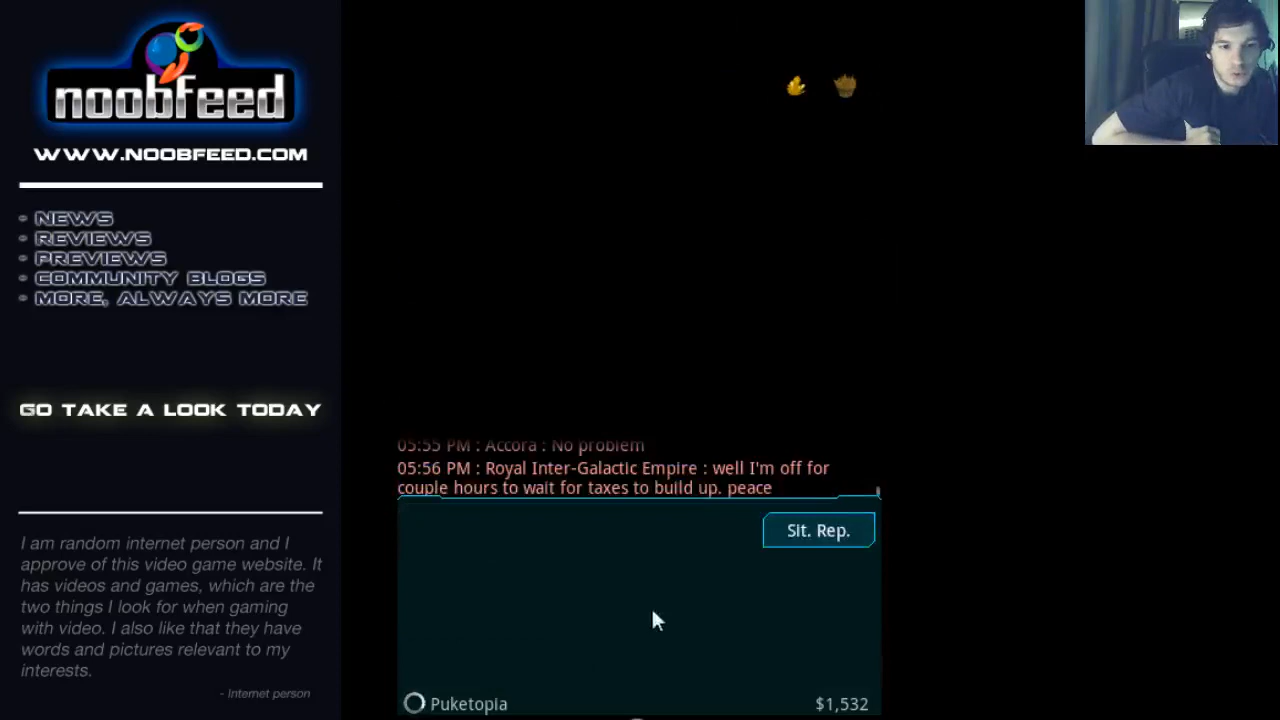 noobfeed
WWW.NOOBFEED.COM
NEWS
REVIEWS
PREVIEWS
COMMUNITY BLOGS
MORE, ALWAYS MORE
GO TAKE A LOOK TODAY
I am random internet person and I
approve of this video game website. It
has videos and games, which are the
two things I look for when gaming
with video. I also like that they have
words and pictures relevant to my
interests.
- Internet person
05:55 PM : Accora : No problem
05:56 PM : Royal Inter-Galactic Empire : well I'm off for
couple hours to wait for taxes to build up. peace
Sit. Rep.
Puketopia
$1,532